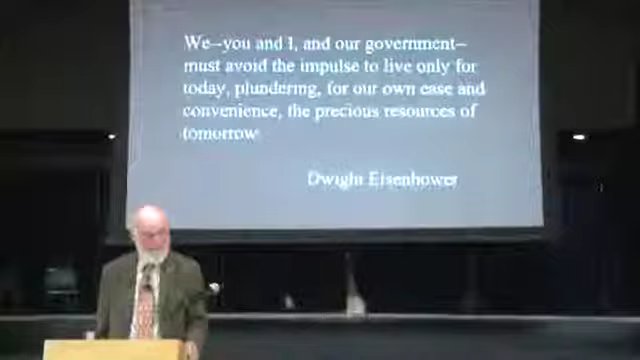 We--you and I, and our government--
must avoid the impulse to live only for
today, plundering, for our own ease and
convenience, the precious resources of
tomorrow
Dwight Eisenhower